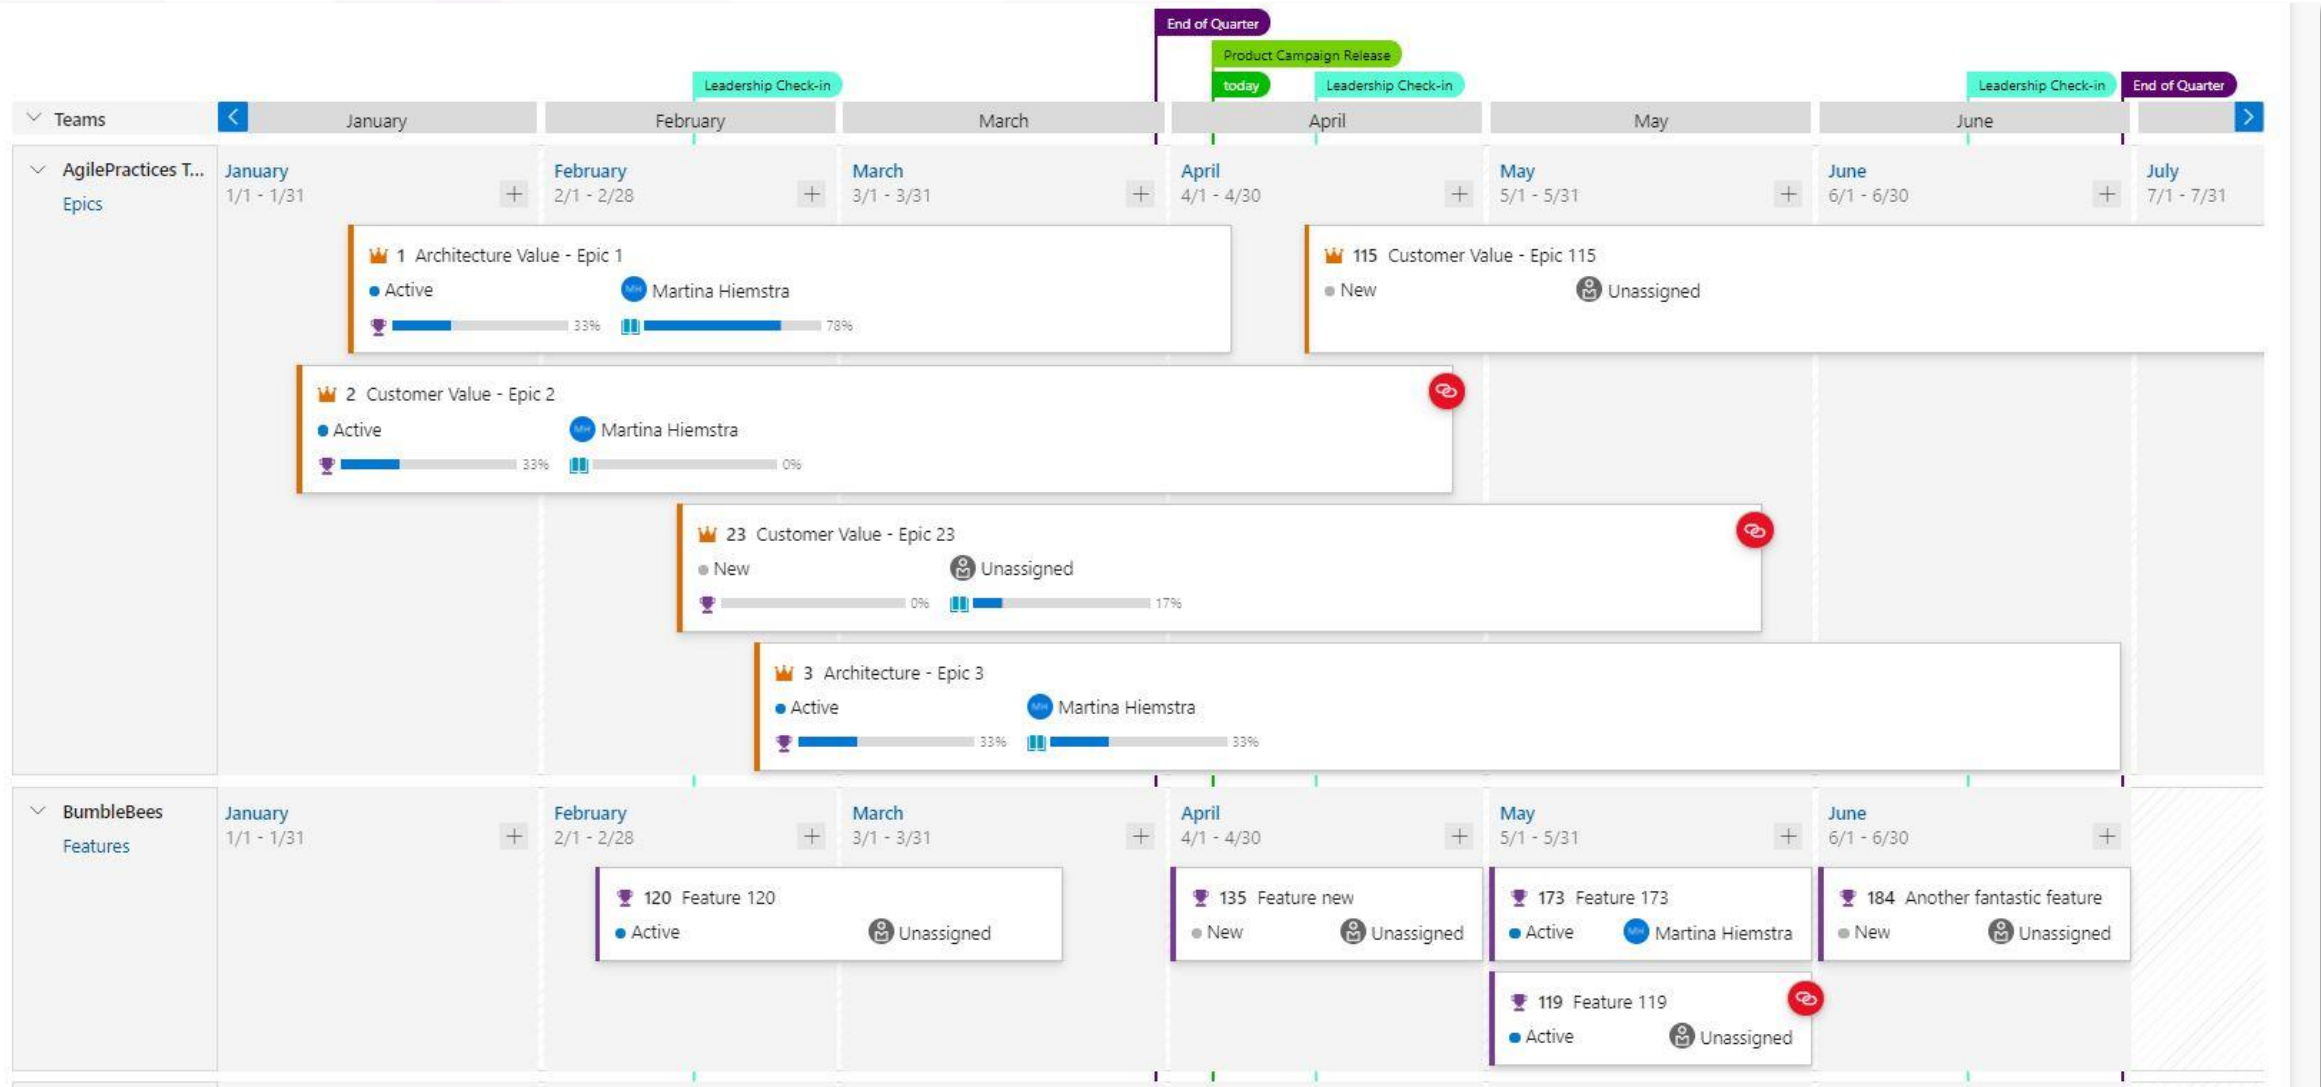 End of Quarter
Product Campaign Release
Leadership Check-in
today
Leadership Check-in
Leadership Check-in
End of Quarter
Teams
January
February
March
April
May
June
AgilePractices T...
Epics
January
1/1 - 1/31
February
2/1 - 2/28
March
3/1 - 3/31
April
4/1 - 4/30
May
5/1 - 5/31
June
6/1 - 6/30
July
7/1 - 7/31
1 Architecture Value - Epic 1
Active
MH
Martina Hiemstra
33%
78%
115 Customer Value - Epic 115
New
Unassigned
2 Customer Value - Epic 2
Active
MH
Martina Hiemstra
33%
0%
23 Customer Value - Epic 23
New
Unassigned
0%
17%
3 Architecture - Epic 3
Active
MH
Martina Hiemstra
33%
33%
BumbleBees
Features
January
1/1 - 1/31
February
2/1 - 2/28
March
3/1 - 3/31
April
4/1 - 4/30
May
5/1 - 5/31
June
6/1 - 6/30
120 Feature 120
Active
Unassigned
135 Feature new
New
Unassigned
173 Feature 173
Active
MH
Martina Hiemstra
184 Another fantastic feature
New
Unassigned
119 Feature 119
Active
Unassigned